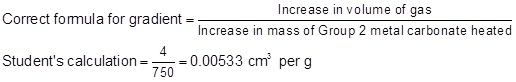 Correct formula for gradient = Increase in volume of gas / Increase in mass of Group 2 metal carbonate heated
Student's calculation = 4 / 750 = 0.00533 cm³ per g